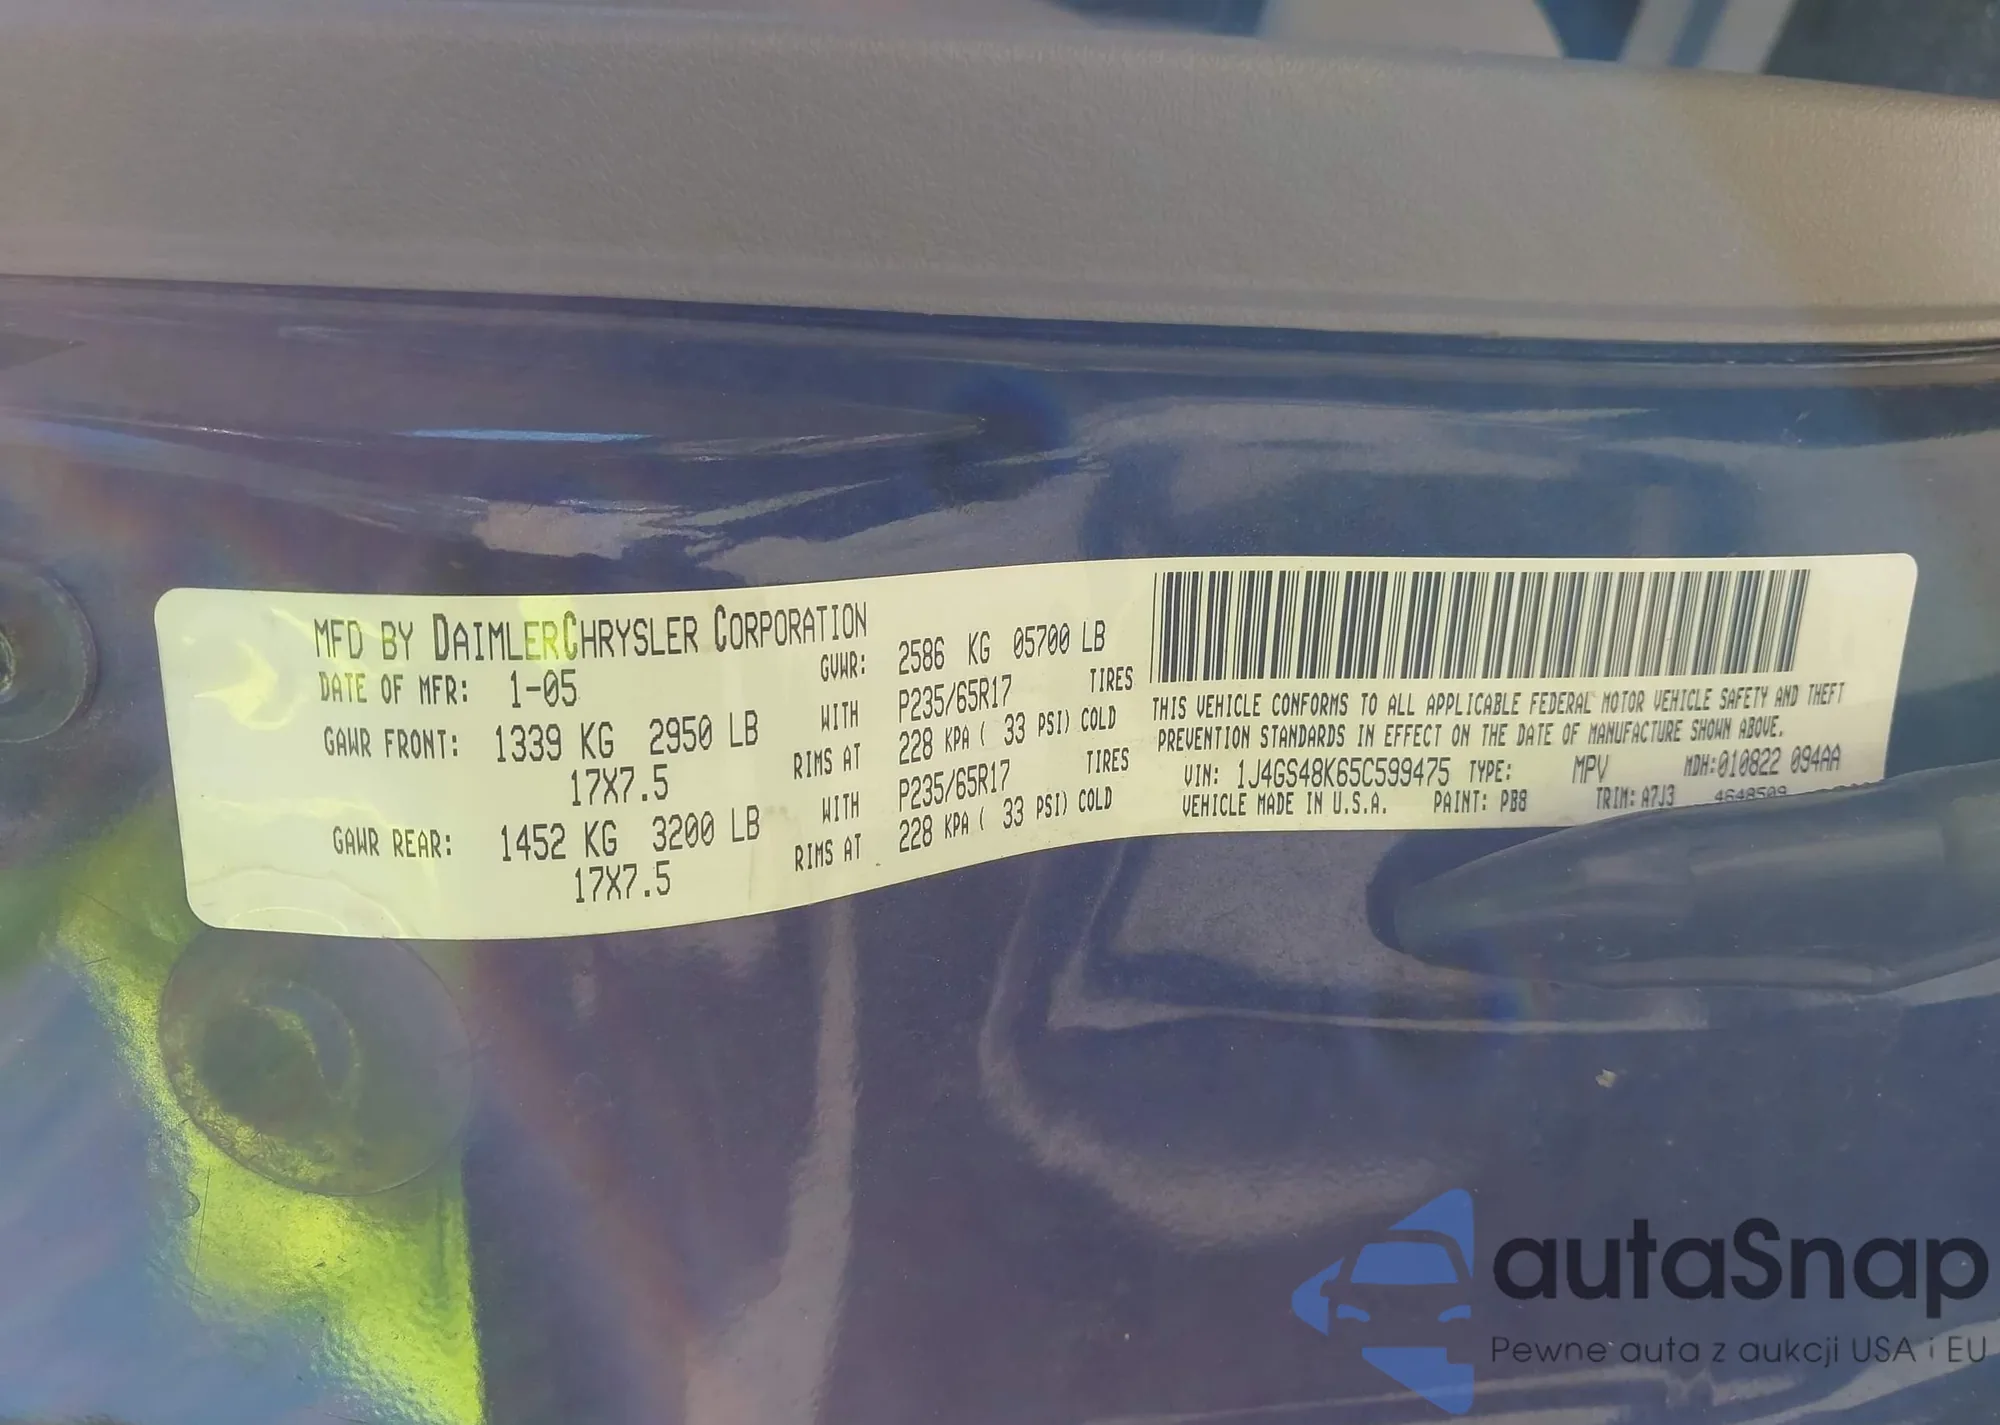 MFD BY DAIMLERCHRYSLER CORPORATION
DATE OF MFR: 1-05 GVWR: 2586 KG 05700 LB
GAWR FRONT: 1339 KG 2950 LB WITH P235/65R17 TIRES
17X7.5 RIMS AT 228 KPA ( 33 PSI) COLD
GAWR REAR: 1452 KG 3200 LB WITH P235/65R17 TIRES
17X7.5 RIMS AT 228 KPA ( 33 PSI) COLD
THIS VEHICLE CONFORMS TO ALL APPLICABLE FEDERAL MOTOR VEHICLE SAFETY AND THEFT
PREVENTION STANDARDS IN EFFECT ON THE DATE OF MANUFACTURE SHOWN ABOVE.
VIN: 1J4GS48K65C599475 TYPE: MPV MDH:010822 094AA
VEHICLE MADE IN U.S.A. PAINT: PB8 TRIM: A7J3 4648509
autaSnap
Pewne auta z aukcji USA i EU